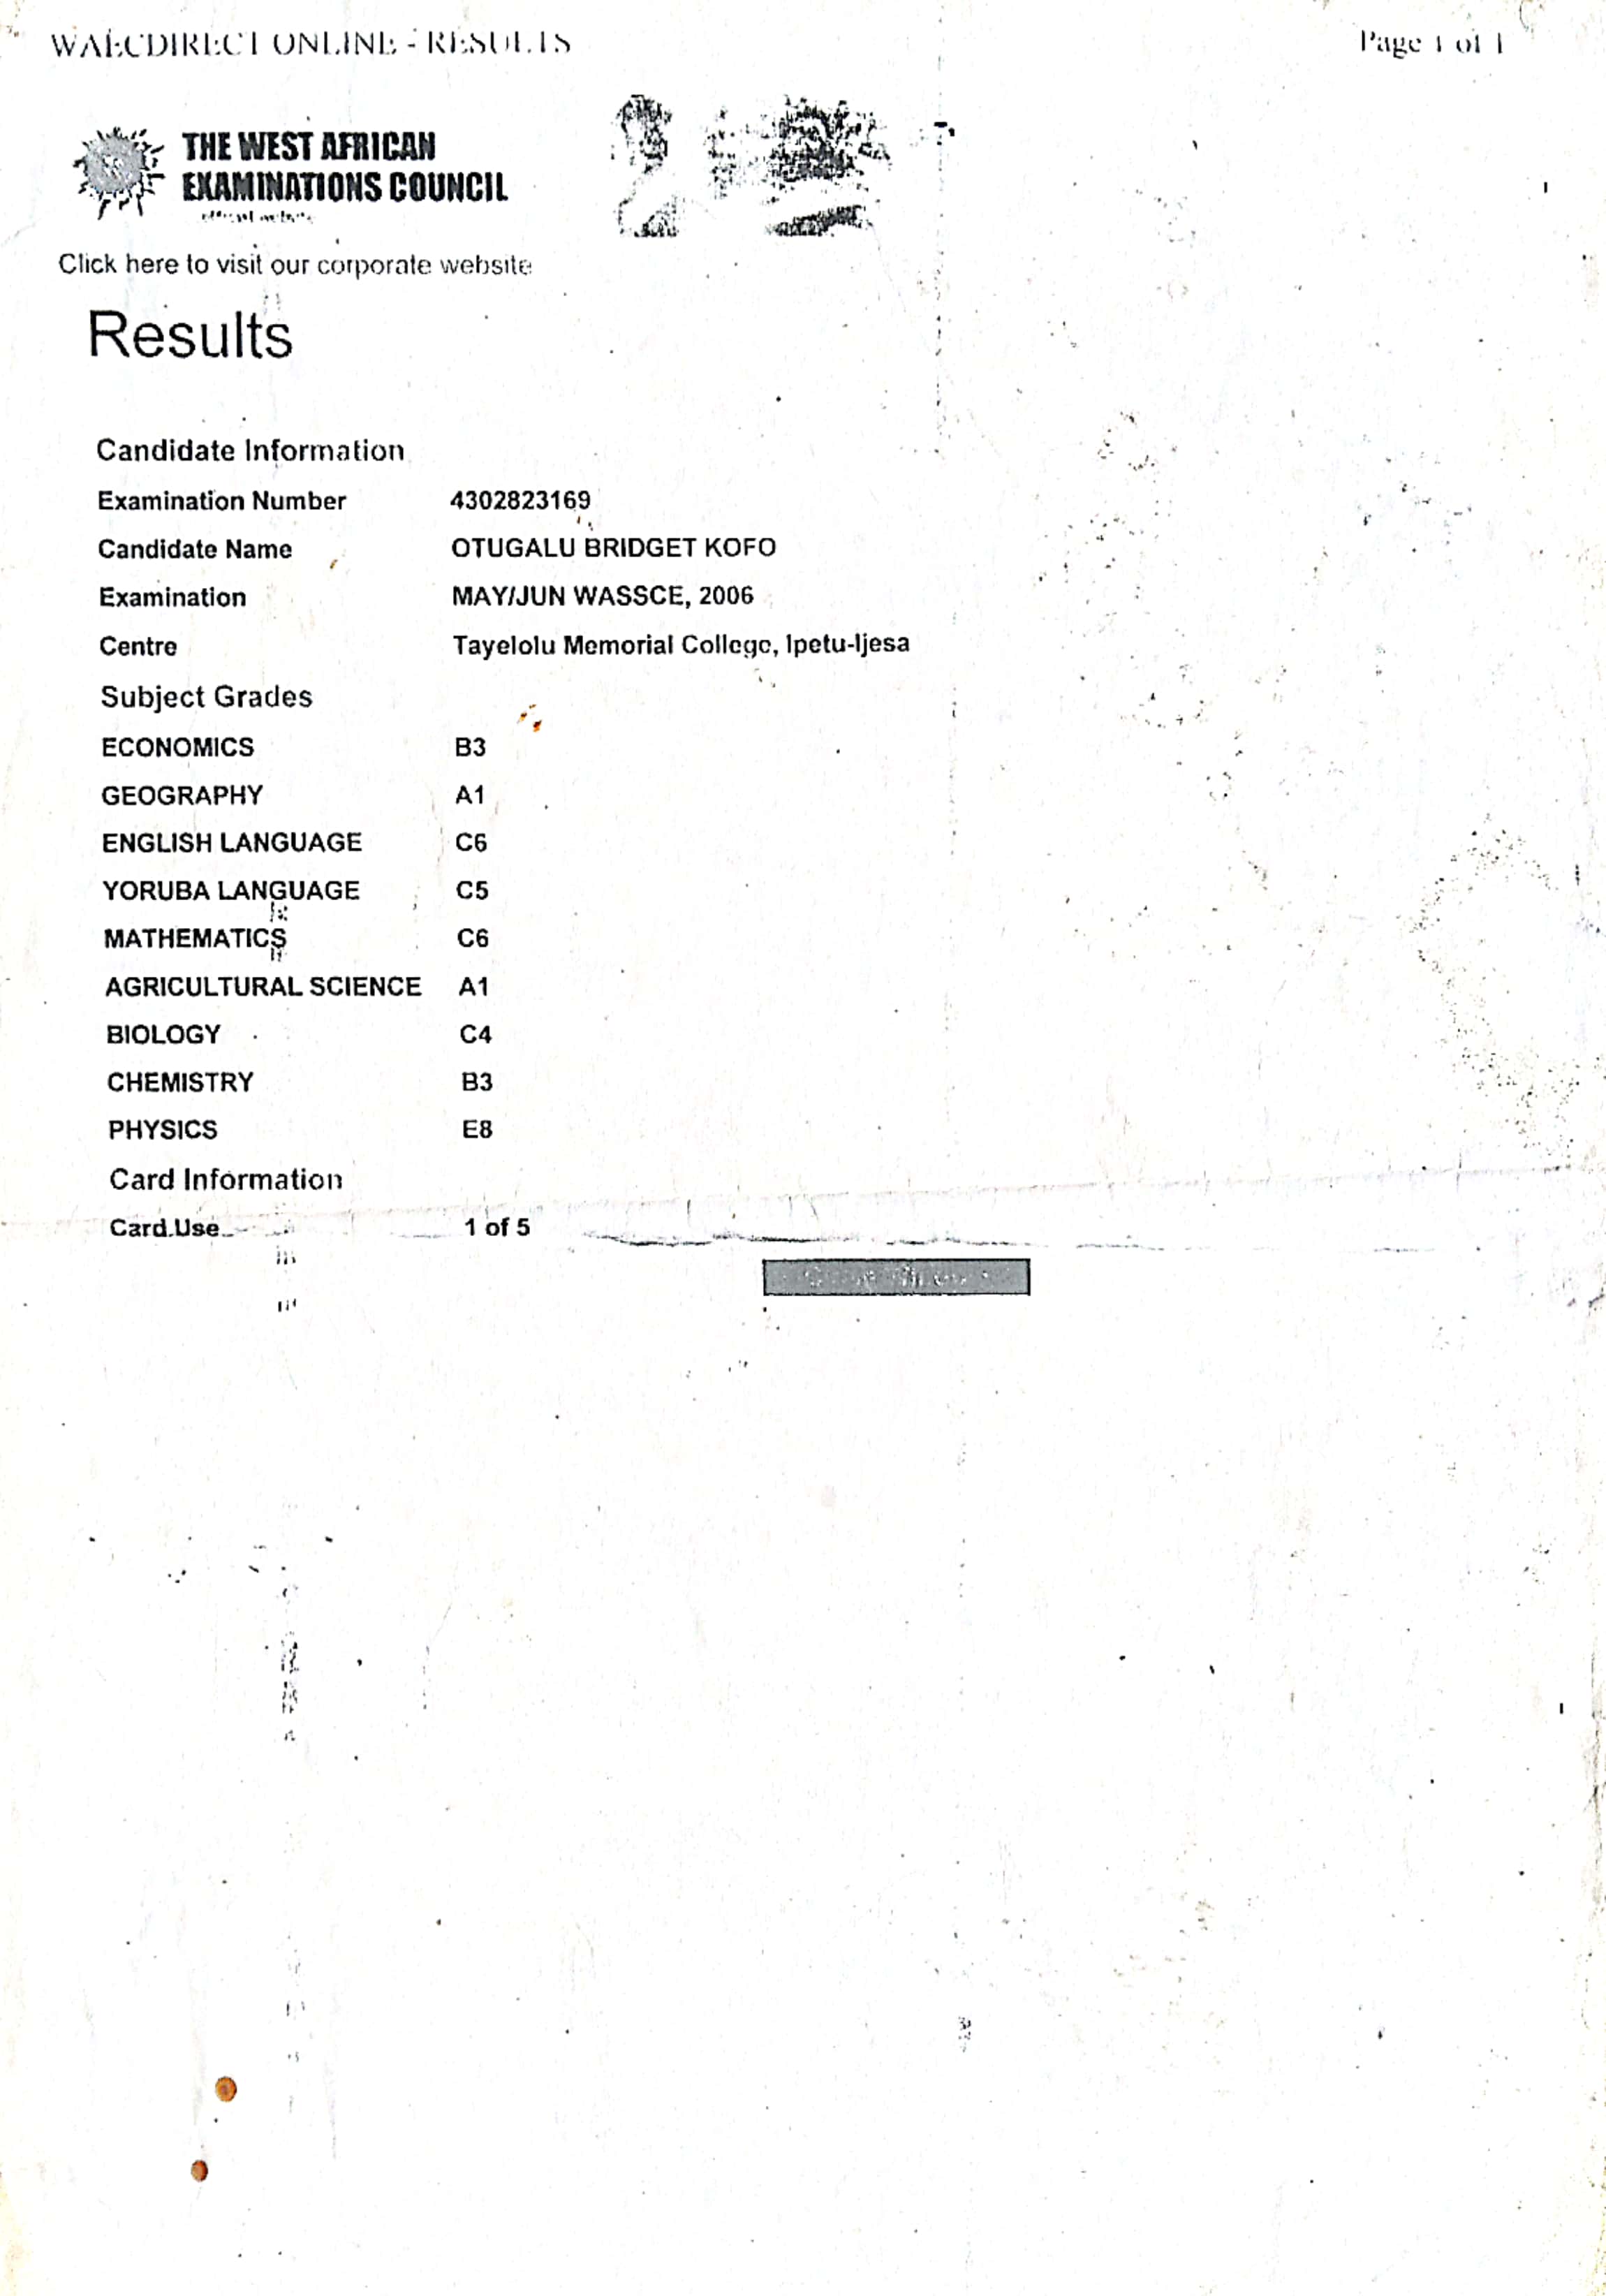 WAECDIRECT ONLINE - RESULTS
Page 1 of 1
THE WEST AFRICAN
EXAMINATIONS COUNCIL
official website
Click here to visit our corporate website
Results
Candidate Information
Examination Number 4302823169
Candidate Name OTUGALU BRIDGET KOFO
Examination MAY/JUN WASSCE, 2006
Centre Tayelolu Memorial College, Ipetu-Ijesa
Subject Grades
ECONOMICS B3
GEOGRAPHY A1
ENGLISH LANGUAGE C6
YORUBA LANGUAGE C5
MATHEMATICS C6
AGRICULTURAL SCIENCE A1
BIOLOGY C4
CHEMISTRY B3
PHYSICS E8
Card Information
Card Use 1 of 5